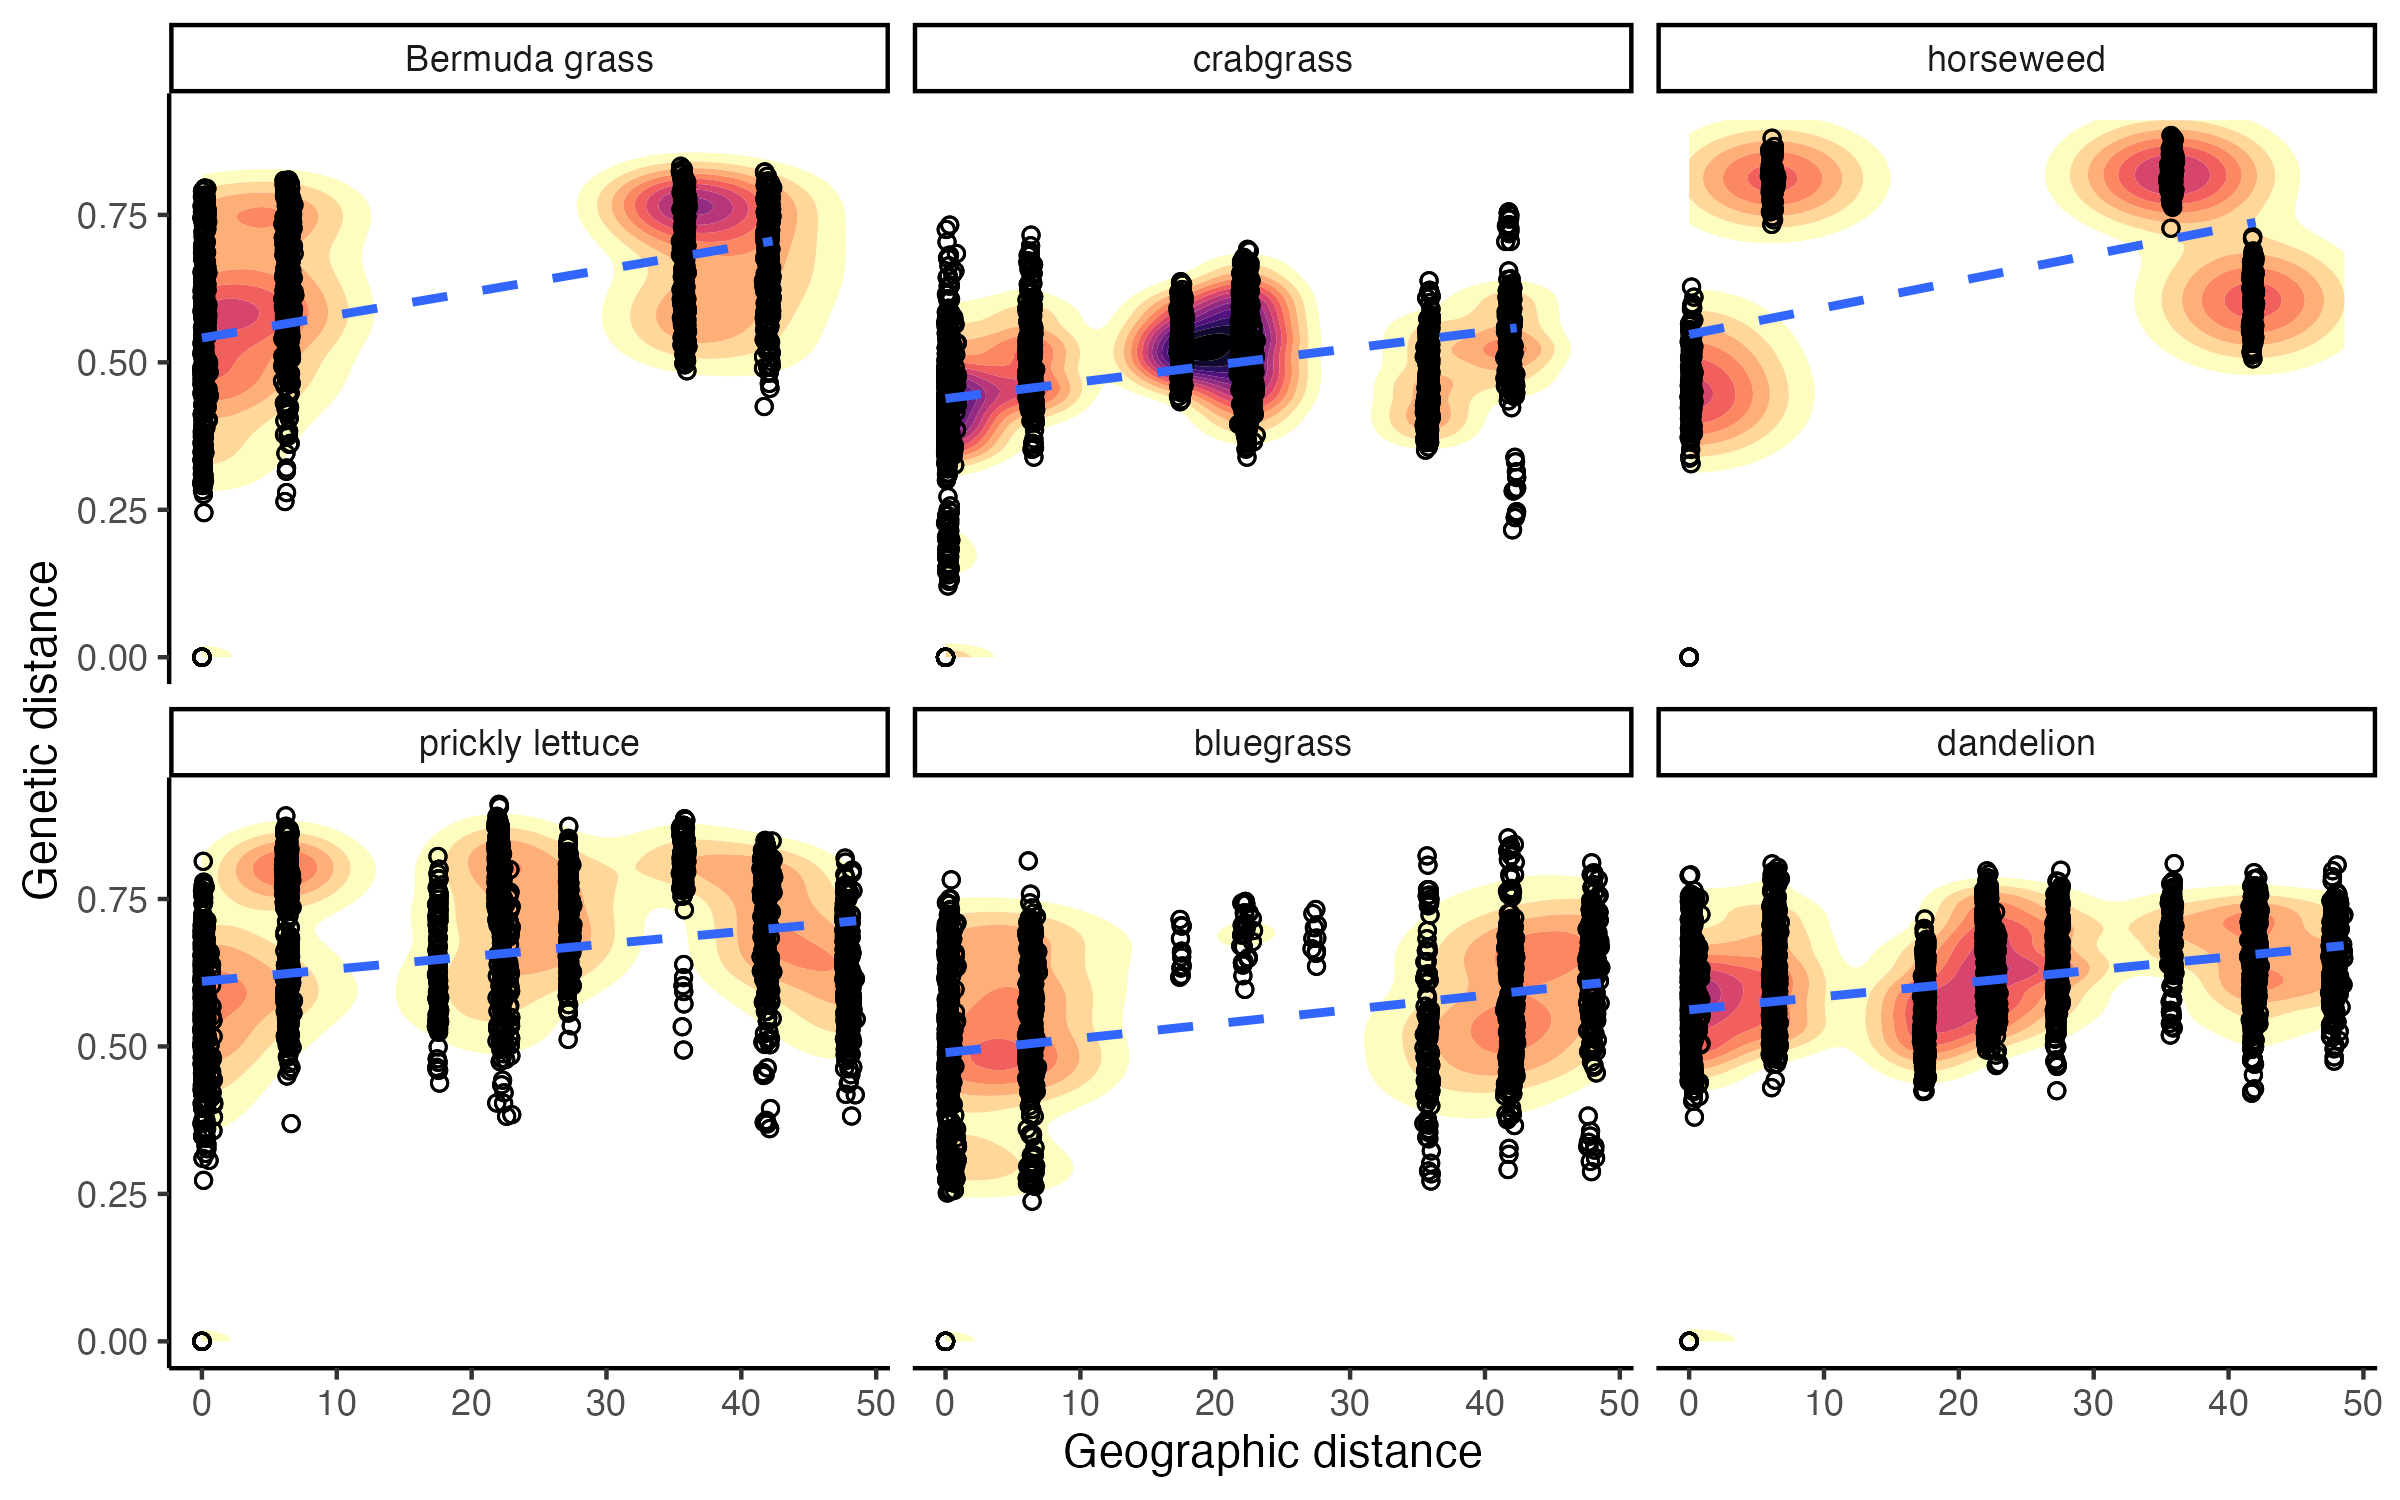 Bermuda grass crabgrass horseweed
0.75
0.50
0.25
0.00
Genetic distance
prickly lettuce bluegrass dandelion
0.75
0.50
0.25
0.00
0 10 20 30 40 50 0 10 20 30 40 50 0 10 20 30 40 50
Geographic distance